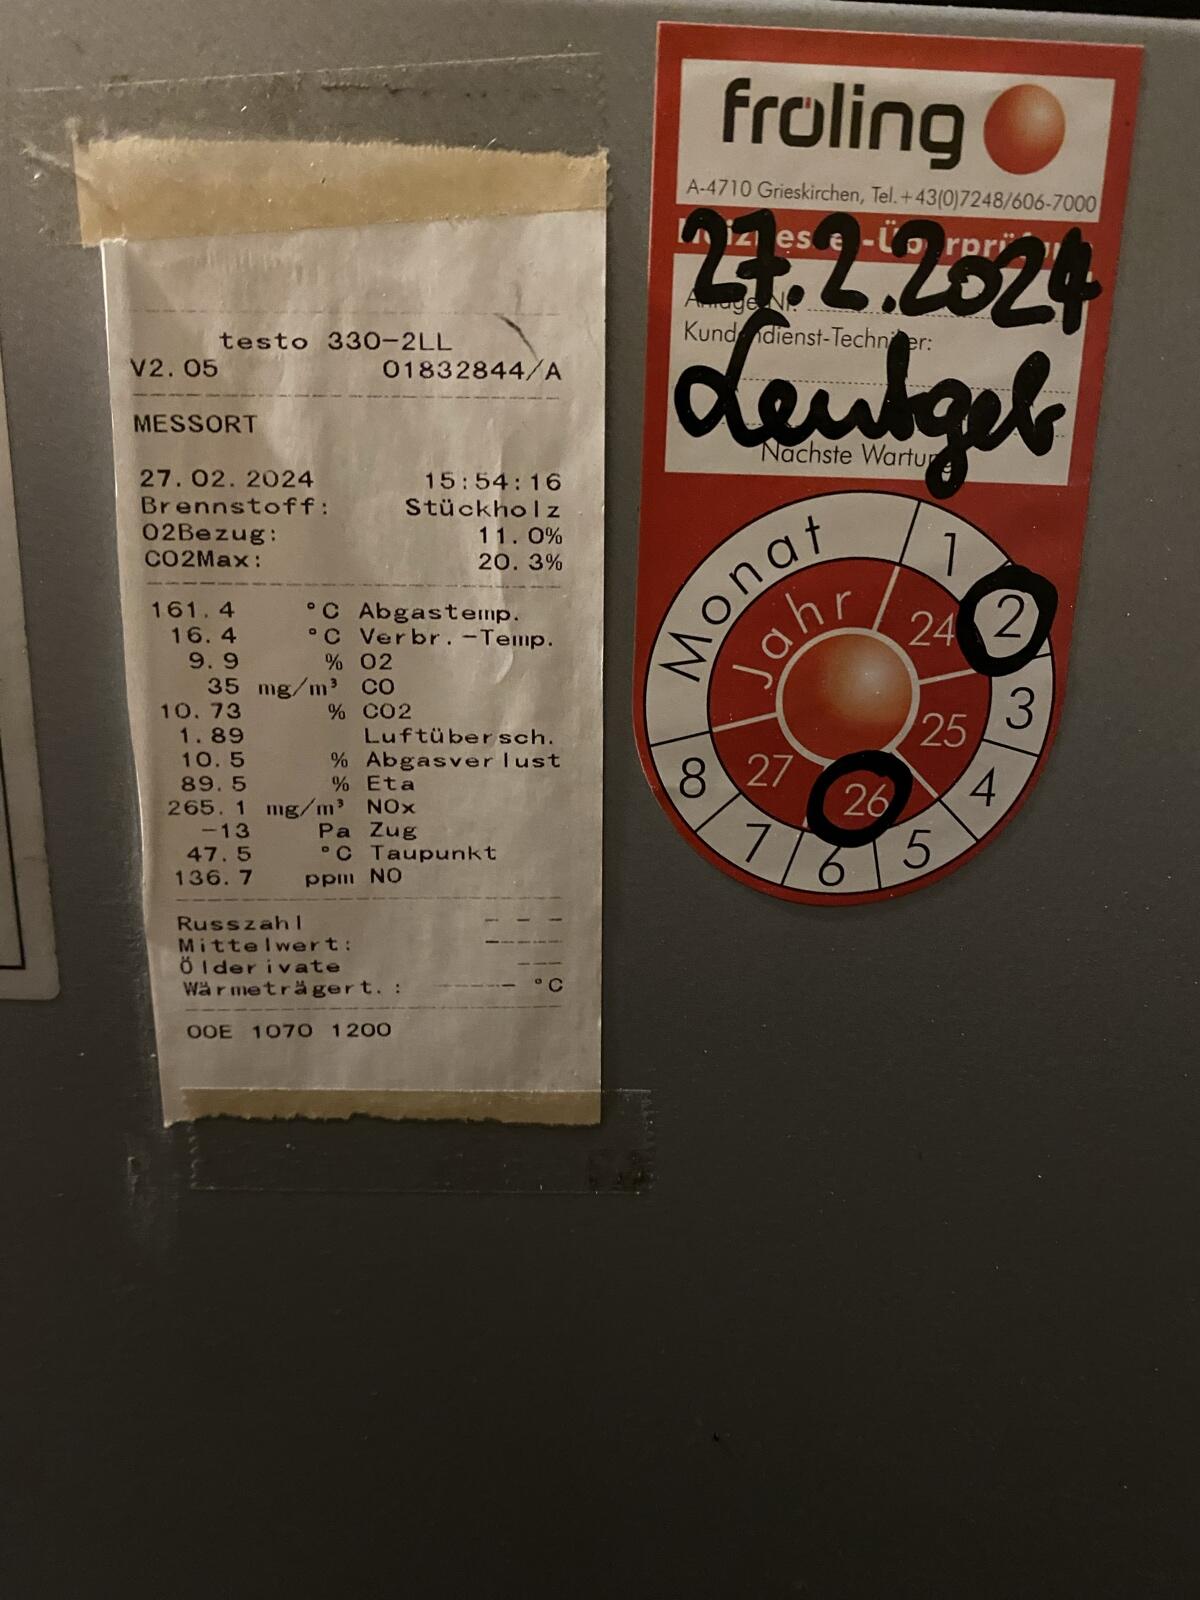 testo 330-2LL
V2.05 01832844/A
MESSORT
27.02.2024 15:54:16
Brennstoff: Stückholz
O2Bezug: 11.0%
CO2Max: 20.3%
161.4 °C Abgastemp.
16.4 °C Verbr.-Temp.
9.9 % O2
35 mg/m³ CO
10.73 % CO2
1.89 Luftübersch.
10.5 % Abgasverlust
89.5 % Eta
265.1 mg/m³ NOx
-13 Pa Zug
47.5 °C Taupunkt
136.7 ppm NO
Russzahl - - -
Mittelwert: -----
Ölderivate ---
Wärmeträgert.: ----- °C
OOE 1070 1200
fröling
A-4710 Grieskirchen, Tel.+43(0)7248/606-7000
Heizkessel-Überprüfung
27.2.2024
Anlage Nr.
Kundendienst-Techniker:
Leutgeb
Nächste Wartung
Monat 1 2 3 4 5 6 7 8
Jahr 24 25 26 27